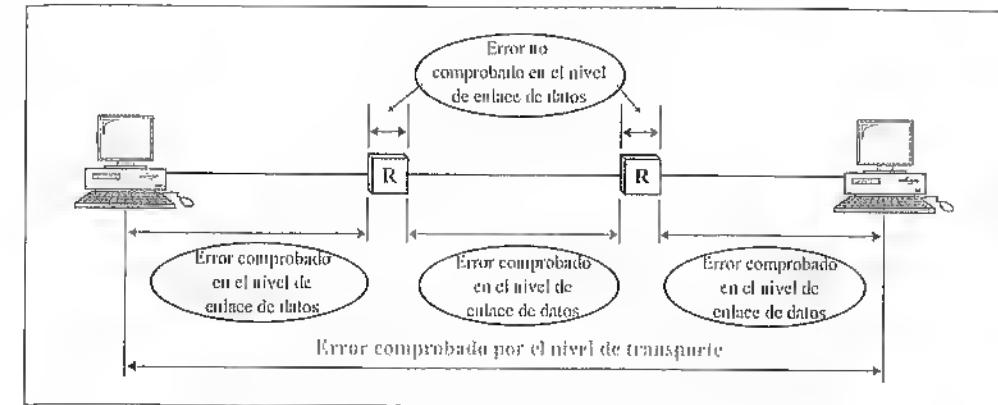 Error no
comprobado en el nivel
de enlace de datos
R
R
Error comprobado
en el nivel de
enlace de datos
Error comprobado
en el nivel de
enlace de datos
Error comprobado
en el nivel de
enlace de datos
Error comprobado por el nivel de transporte